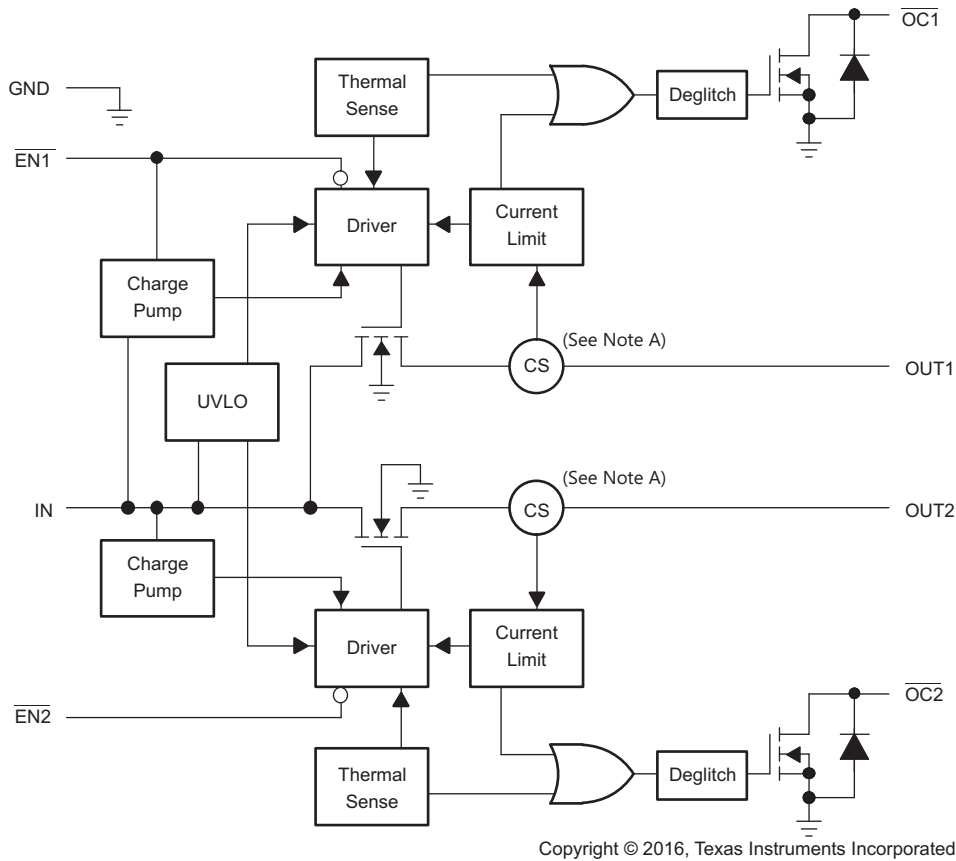 OC1
Thermal
Sense
Deglitch
GND
EN1
Driver
Current
Limit
Charge
Pump
(See Note A)
CS
OUT1
UVLO
(See Note A)
IN
CS
OUT2
Charge
Pump
Driver
Current
Limit
OC2
EN2
Thermal
Sense
Deglitch
Copyright © 2016, Texas Instruments Incorporated